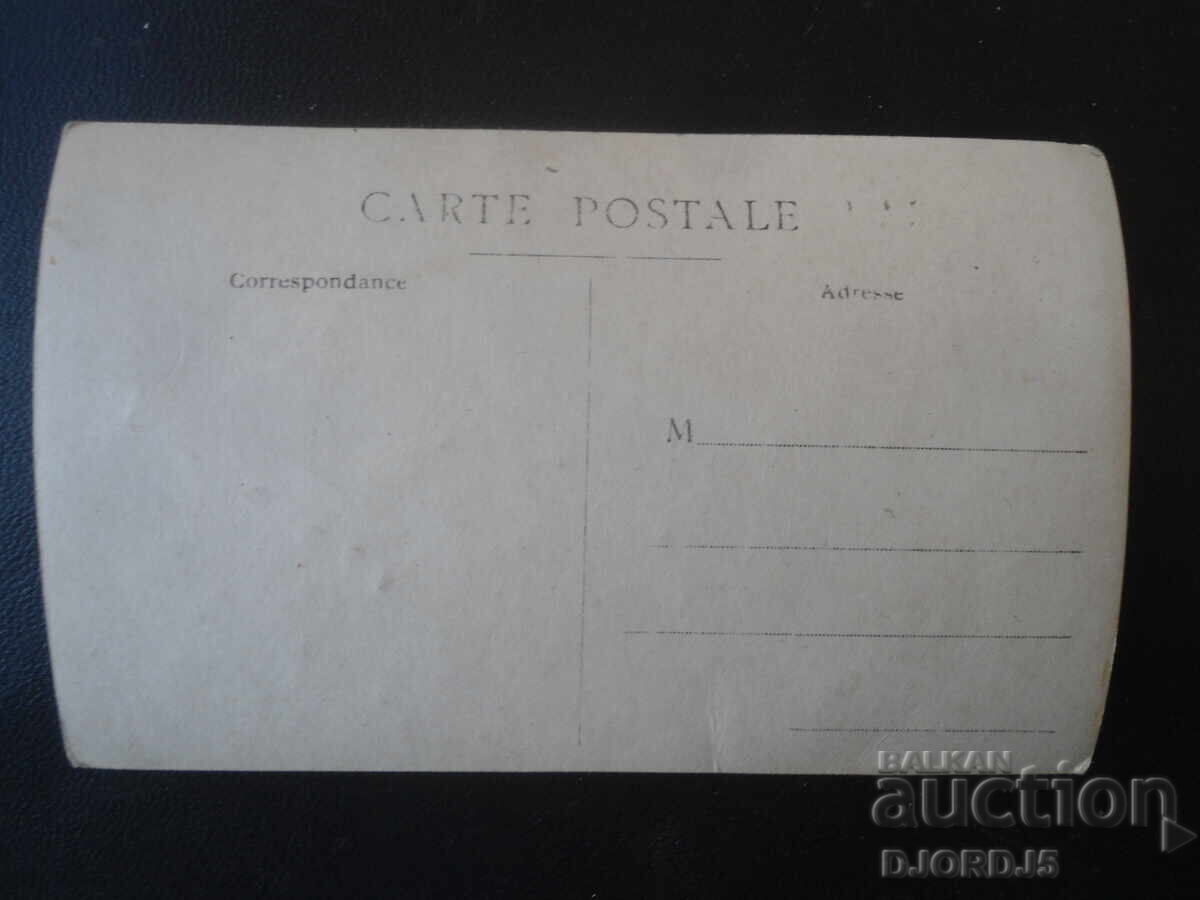 CARTE POSTALE
Correspondance
Adresse
M
BALKAN
auction
DJORDJ5